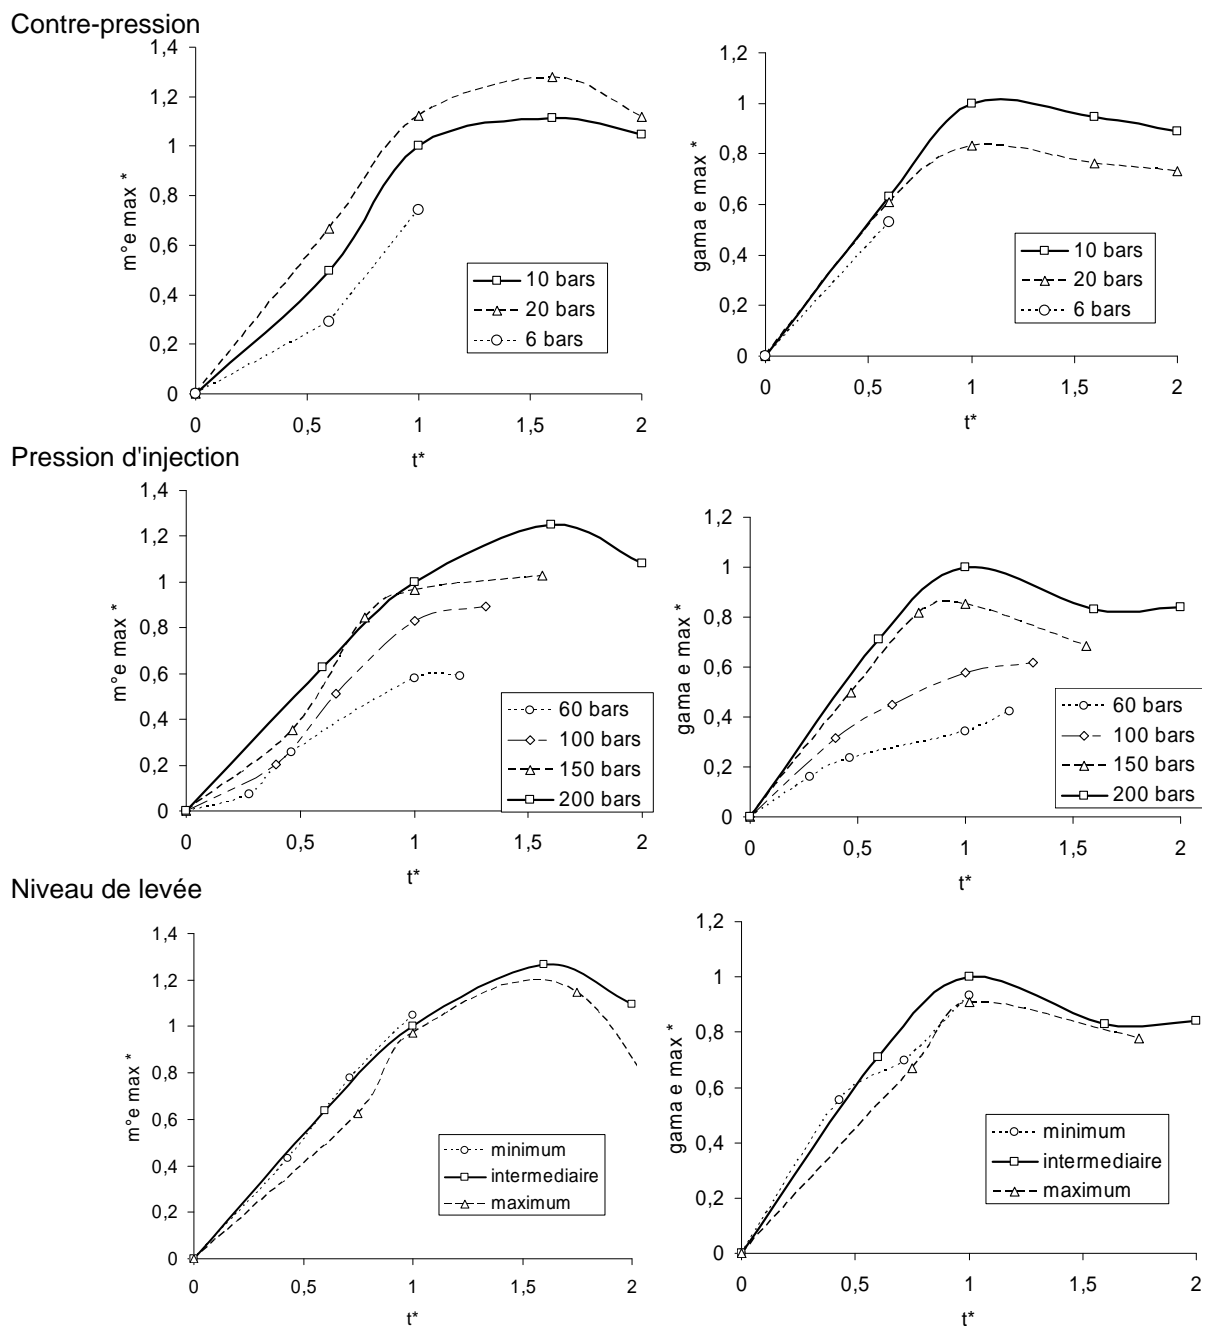 Contre-pression
1,4
1,2
1
0,8
0,6
0,4
0,2
0
m°e max *
0 0,5 1 1,5 2
t*
10 bars
20 bars
6 bars
1,2
1
0,8
0,6
0,4
0,2
0
gama e max *
0 0,5 1 1,5 2
t*
10 bars
20 bars
6 bars
Pression d'injection
1,4
1,2
1
0,8
0,6
0,4
0,2
0
m°e max *
0 0,5 1 1,5 2
t*
60 bars
100 bars
150 bars
200 bars
1,2
1
0,8
0,6
0,4
0,2
0
gama e max *
0 0,5 1 1,5 2
t*
60 bars
100 bars
150 bars
200 bars
Niveau de levée
1,4
1,2
1
0,8
0,6
0,4
0,2
0
m°e max *
0 0,5 1 1,5 2
t*
minimum
intermediaire
maximum
1,2
1
0,8
0,6
0,4
0,2
0
gama e max *
0 0,5 1 1,5 2
t*
minimum
intermediaire
maximum